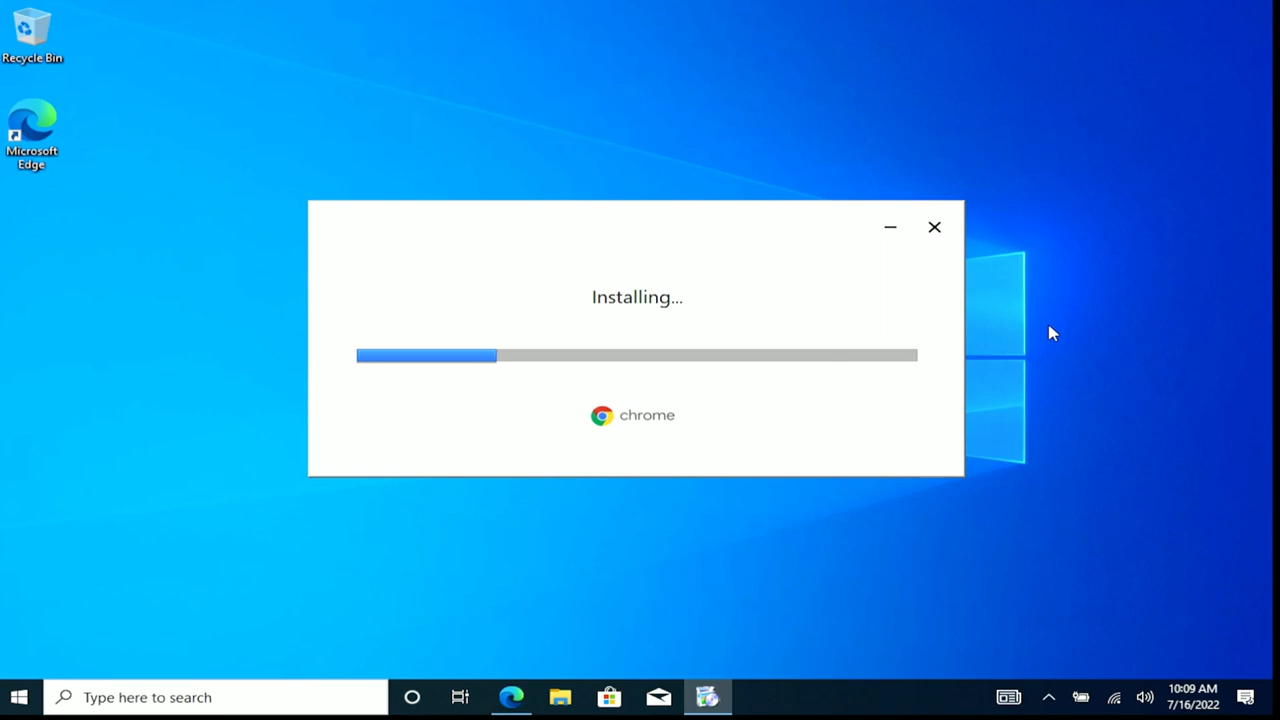 Recycle Bin
Microsoft
Edge
Installing...
chrome
Type here to search
10:09 AM
7/16/2022